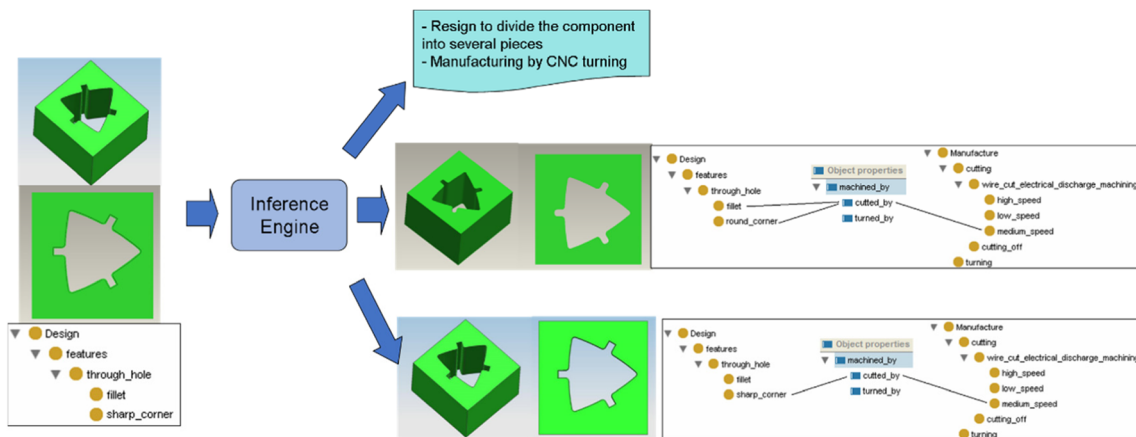 - Resign to divide the component
into several pieces
- Manufacturing by CNC turning
Inference
Engine
Design
features
through_hole
fillet
sharp_corner
Design
features
through_hole
fillet
round_corner
Object properties
machined_by
cutted_by
turned_by
Manufacture
cutting
wire_cut_electrical_discharge_machining
high_speed
low_speed
medium_speed
cutting_off
turning
Design
features
through_hole
fillet
sharp_corner
Object properties
machined_by
cutted_by
turned_by
Manufacture
cutting
wire_cut_electrical_discharge_machining
high_speed
low_speed
medium_speed
cutting_off
turning